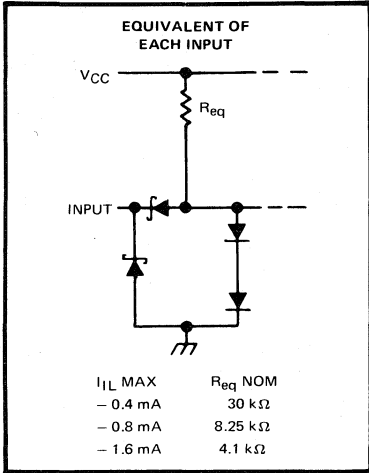 EQUIVALENT OF
EACH INPUT
VCC
Req
INPUT
IIL MAX Req NOM
– 0.4 mA 30 kΩ
– 0.8 mA 8.25 kΩ
– 1.6 mA 4.1 kΩ